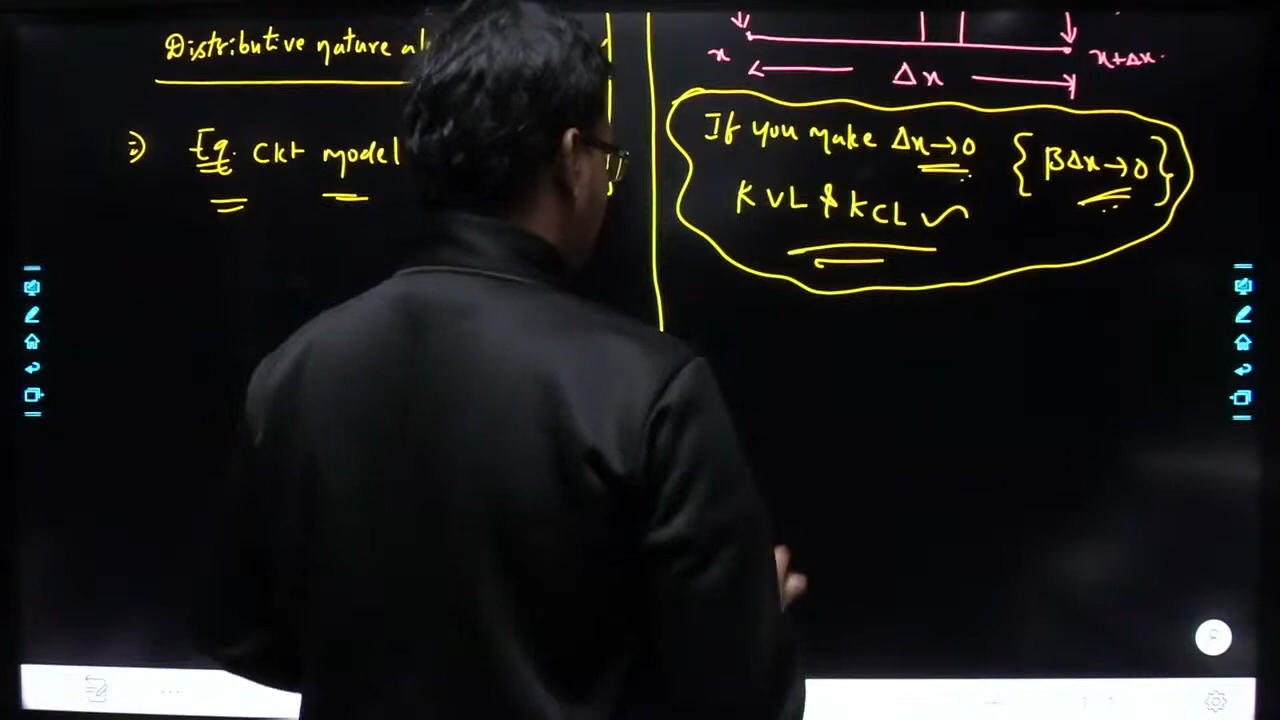 Distributive nature
⇒) Eq. Ckt model
x x+Δx.
Δx
If you make Δx→0 {βΔx→0}
KVL & KCL ✓